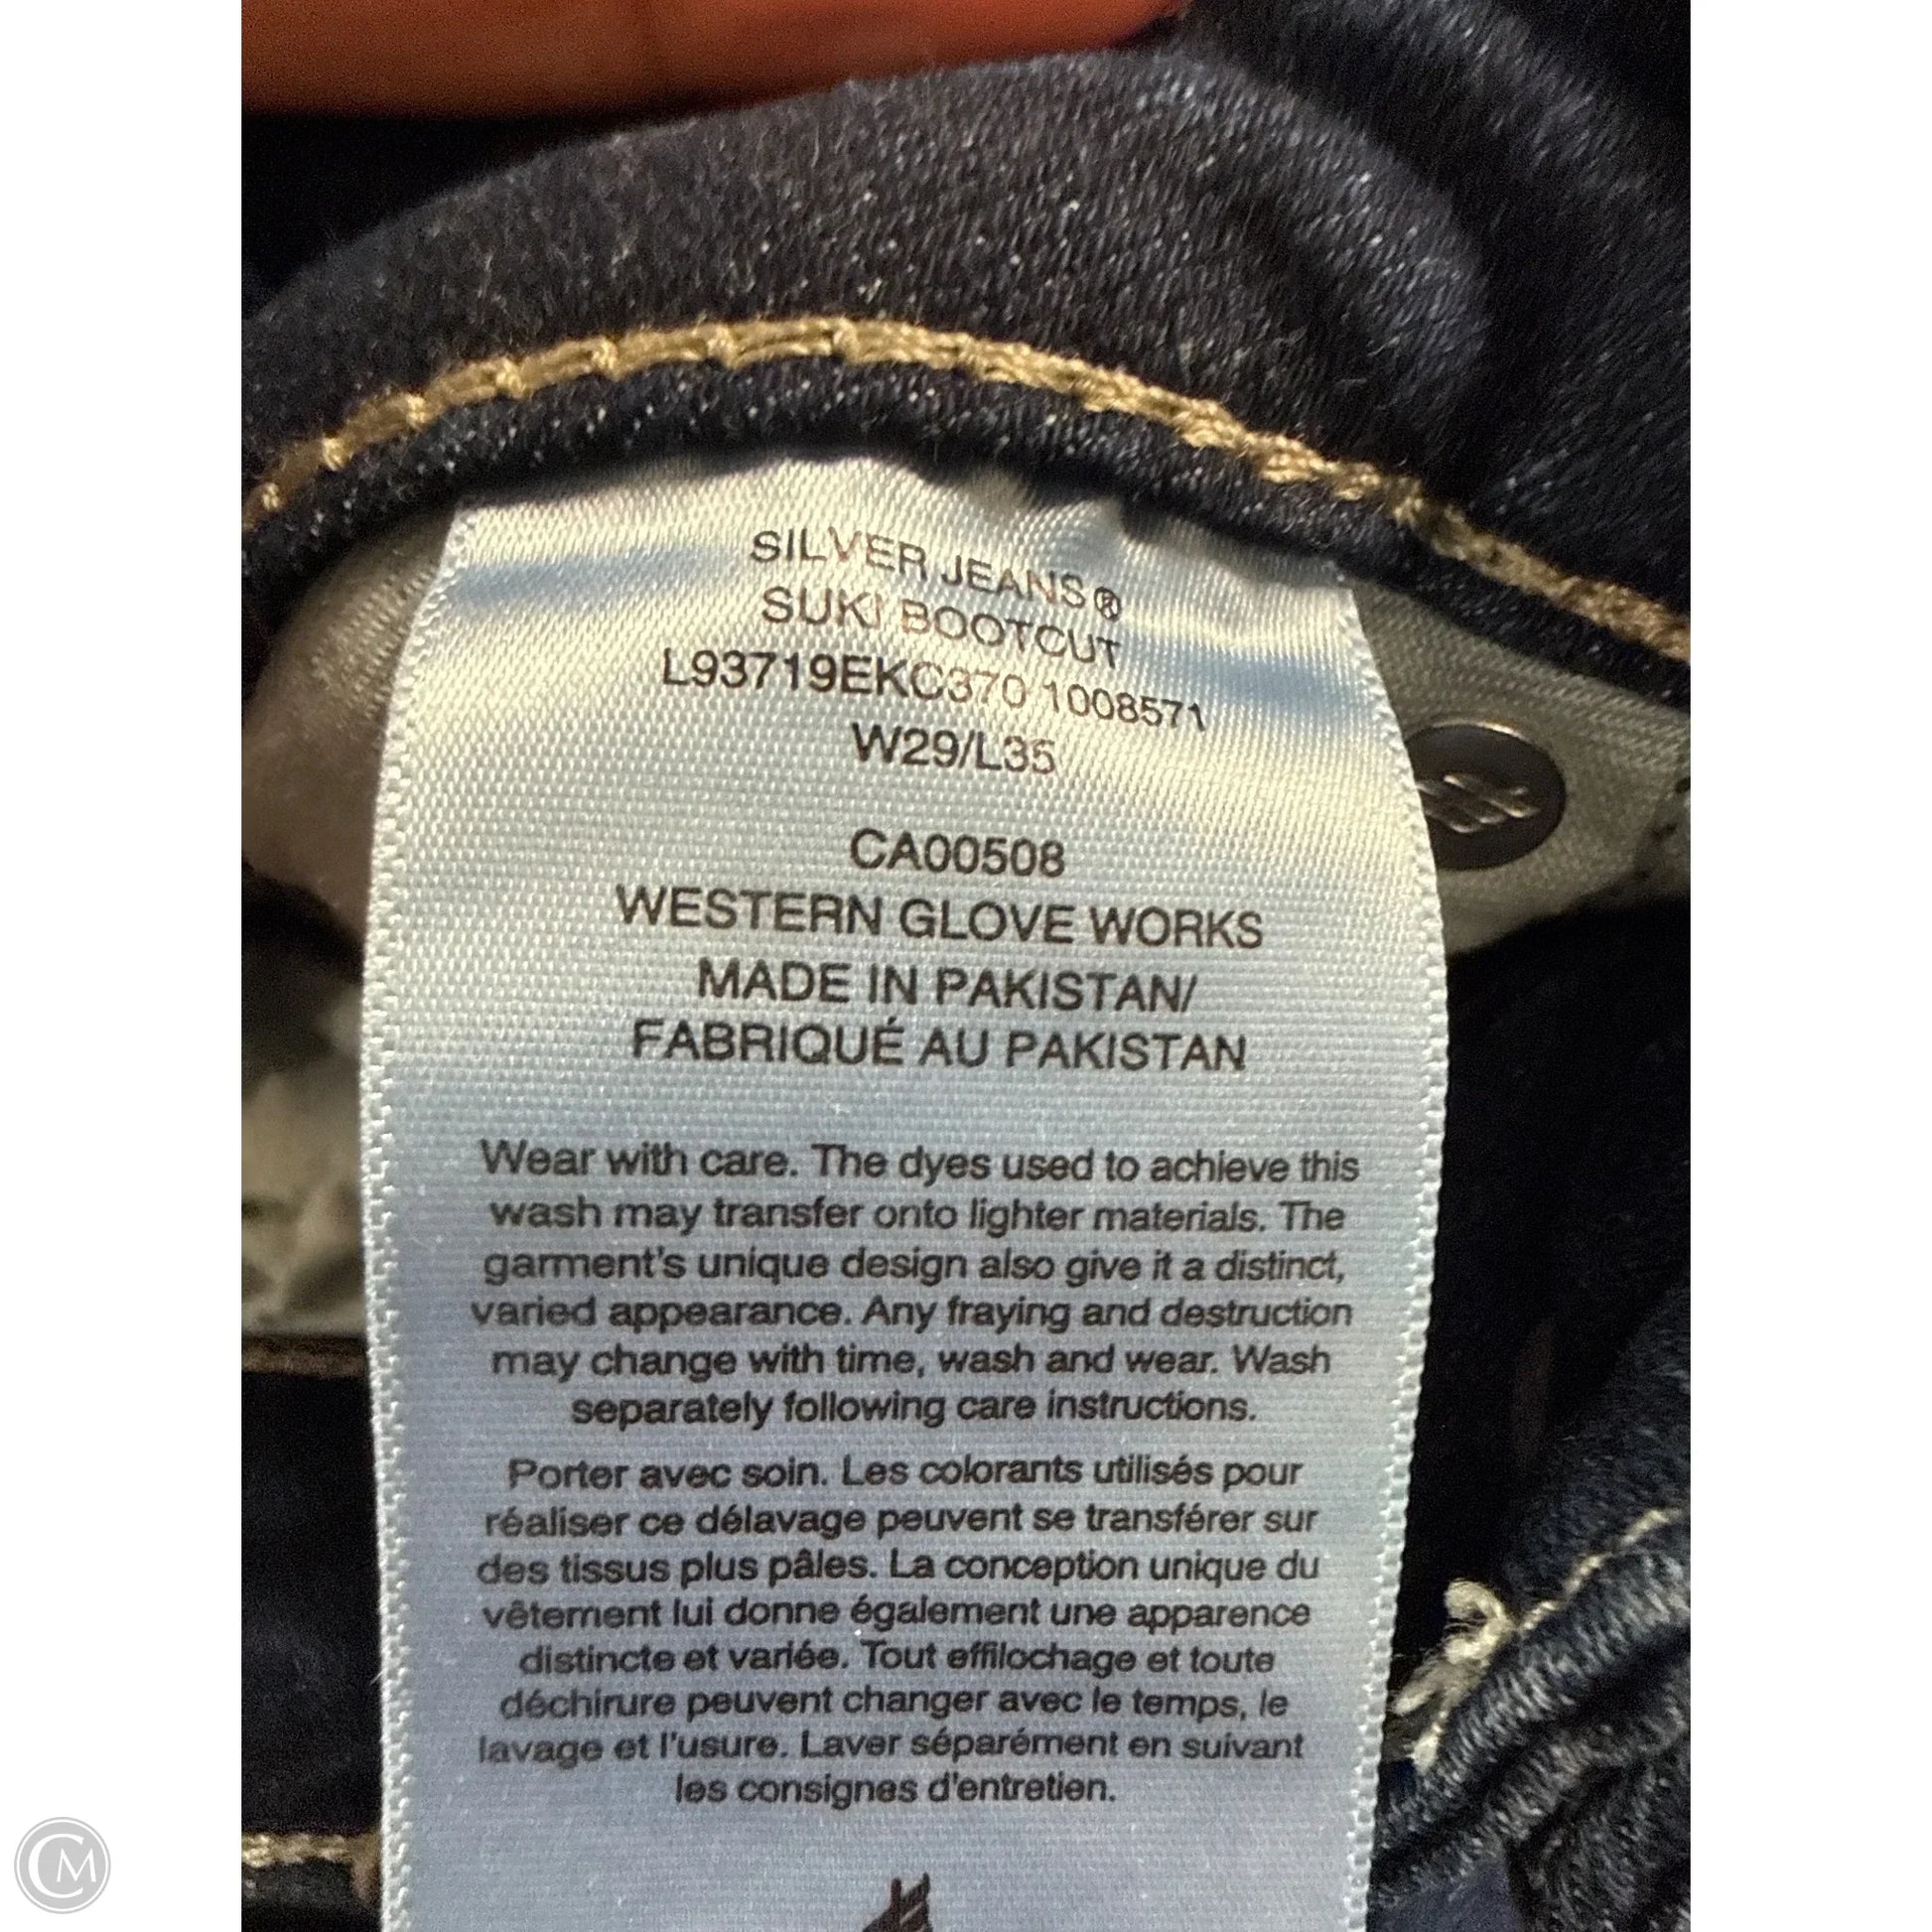 SILVER JEANS®
SUKI BOOTCUT
L93719EKC370 1008571
W29/L35
CA00508
WESTERN GLOVE WORKS
MADE IN PAKISTAN/
FABRIQUÉ AU PAKISTAN
Wear with care. The dyes used to achieve this
wash may transfer onto lighter materials. The
garment's unique design also give it a distinct,
varied appearance. Any fraying and destruction
may change with time, wash and wear. Wash
separately following care instructions.
Porter avec soin. Les colorants utilisés pour
réaliser ce délavage peuvent se transférer sur
des tissus plus pâles. La conception unique du
vêtement lui donne également une apparence
distincte et variée. Tout effilochage et toute
déchirure peuvent changer avec le temps, le
lavage et l'usure. Laver séparément en suivant
les consignes d'entretien.
CM